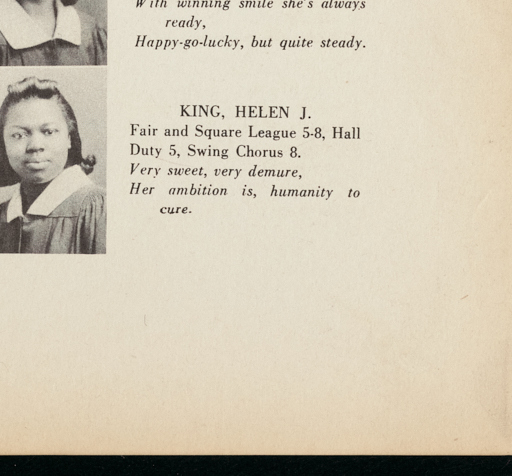 With winning smile she's always
ready,
Happy-go-lucky, but quite steady.
KING, HELEN J.
Fair and Square League 5-8, Hall
Duty 5, Swing Chorus 8.
Very sweet, very demure,
Her ambition is, humanity to
cure.